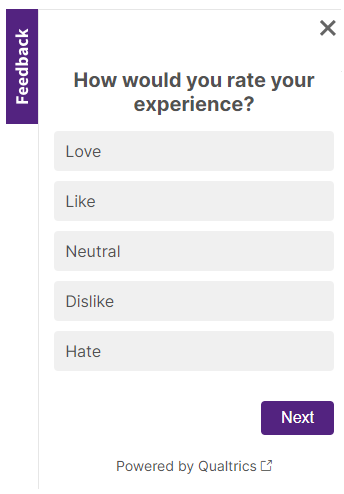 Feedback
How would you rate your
experience?
Love
Like
Neutral
Dislike
Hate
Next
Powered by Qualtrics